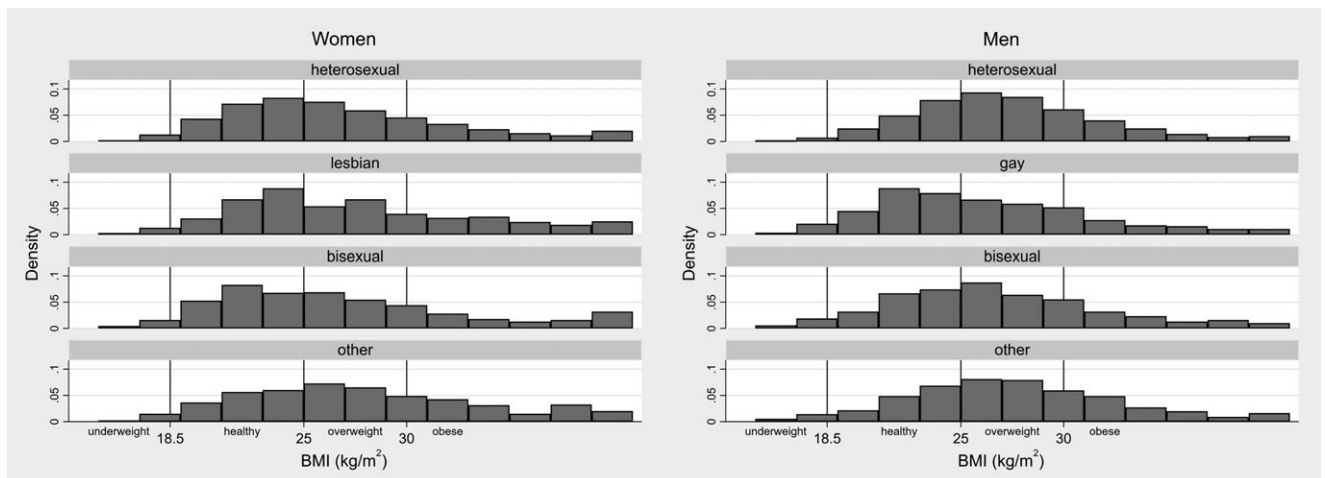 Women
heterosexual
0 .05 0.1
lesbian
0 .05 .1
bisexual
0 .05 .1
other
0 .05 .1
Density
underweight 18.5 healthy 25 overweight 30 obese
BMI (kg/m²)
Men
heterosexual
0 .05 0.1
gay
0 .05 .1
bisexual
0 .05 .1
other
0 .05 .1
Density
underweight 18.5 healthy 25 overweight 30 obese
BMI (kg/m²)